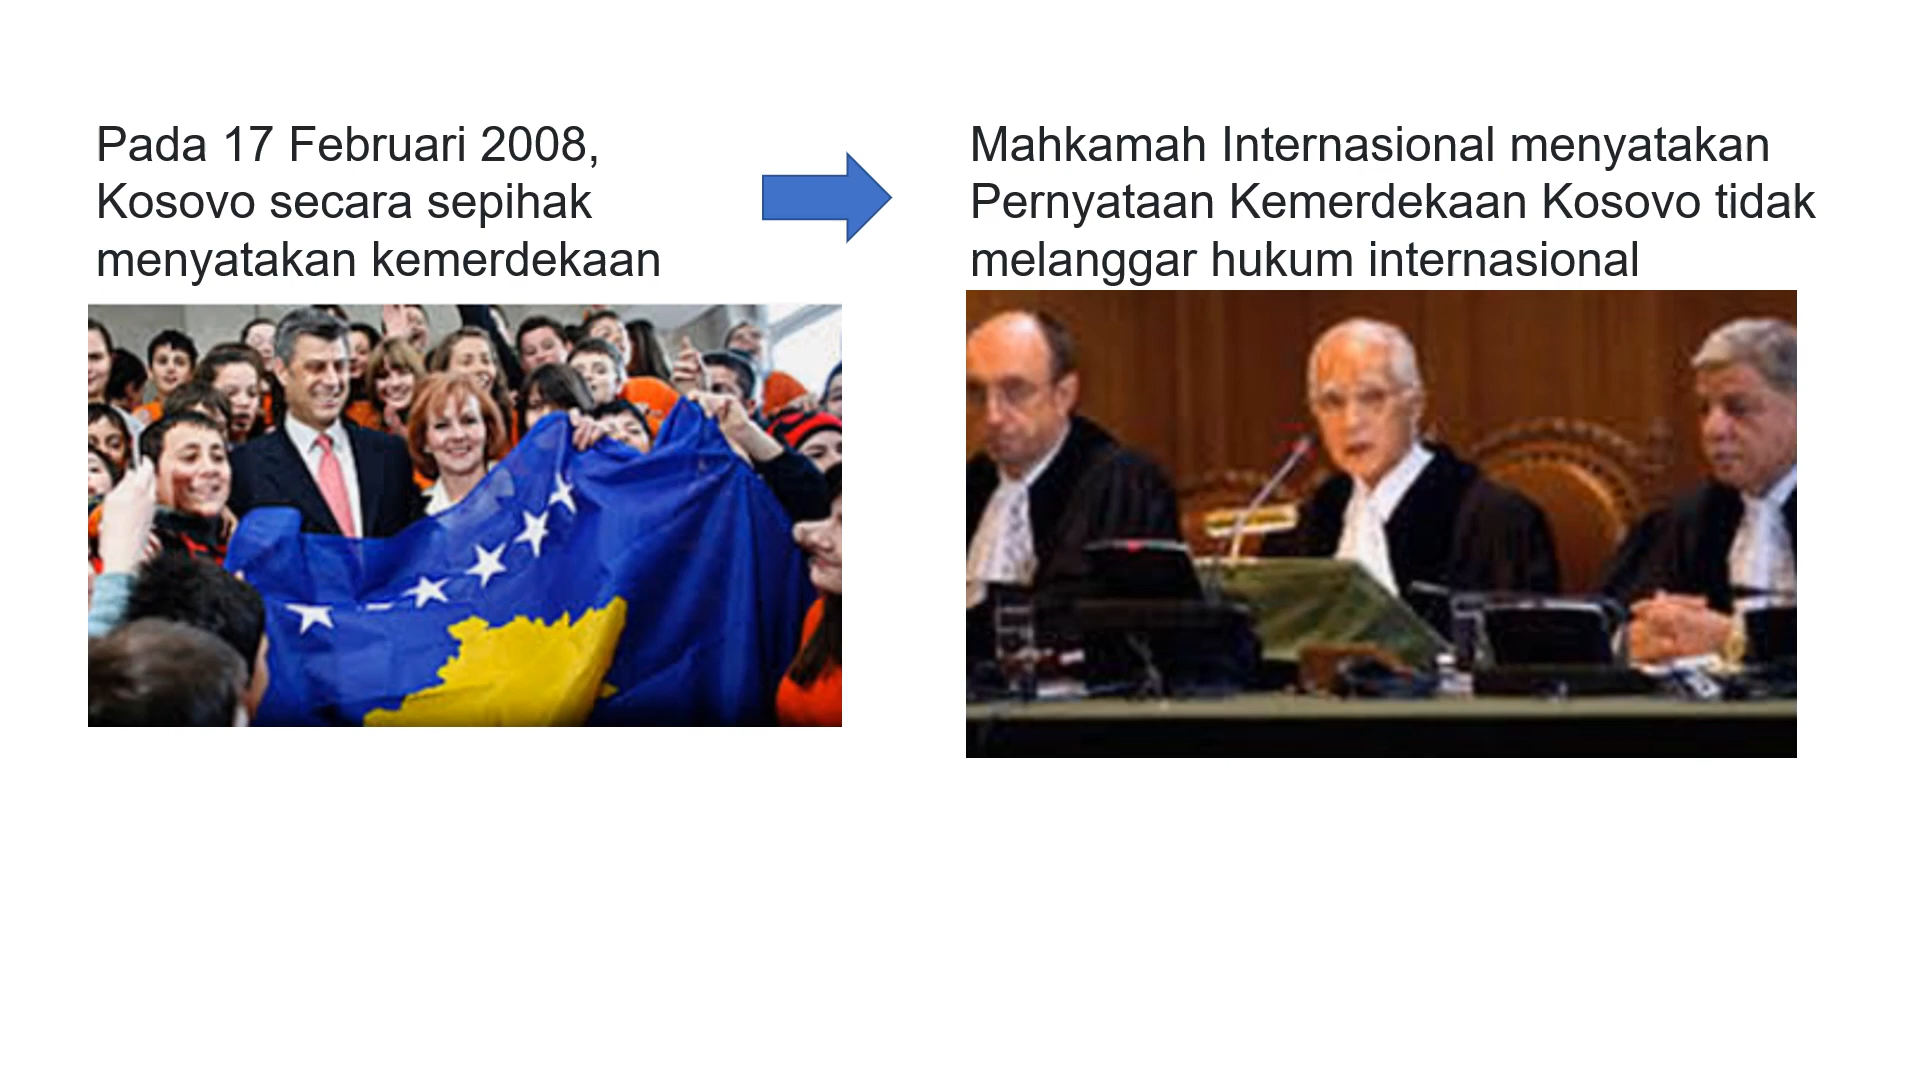 Pada 17 Februari 2008,
Kosovo secara sepihak
menyatakan kemerdekaan
Mahkamah Internasional menyatakan
Pernyataan Kemerdekaan Kosovo tidak
melanggar hukum internasional